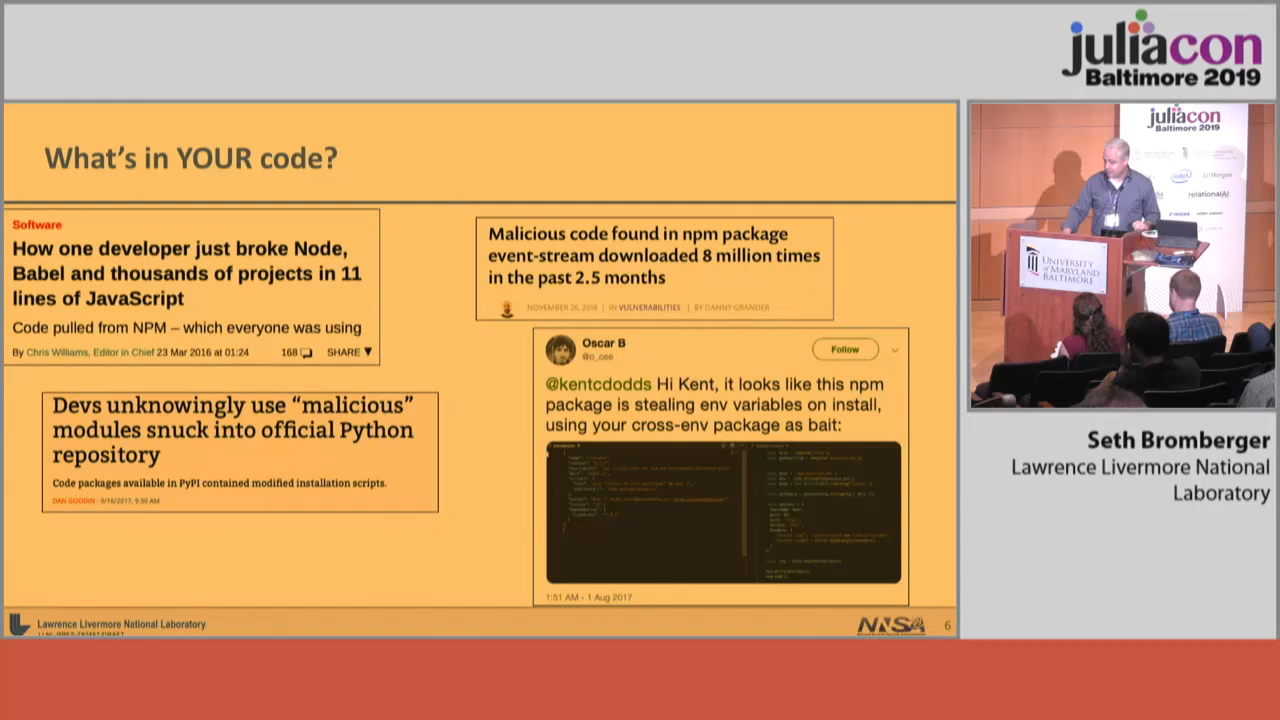 juliacon
Baltimore 2019
What's in YOUR code?
Software
How one developer just broke Node,
Babel and thousands of projects in 11
lines of JavaScript
Code pulled from NPM – which everyone was using
By Chris Williams, Editor in Chief 23 Mar 2016 at 01:24 168 SHARE
Malicious code found in npm package
event-stream downloaded 8 million times
in the past 2.5 months
NOVEMBER 26, 2018 | IN VULNERABILITIES | BY DANNY GRANDER
Oscar B
@o_cee
Follow
@kentcdodds Hi Kent, it looks like this npm
package is stealing env variables on install,
using your cross-env package as bait:
1:51 AM - 1 Aug 2017
Devs unknowingly use “malicious”
modules snuck into official Python
repository
Code packages available in PyPI contained modified installation scripts.
DAN GOODIN - 9/16/2017, 9:36 AM
Lawrence Livermore National Laboratory
NNSA
6
juliacon
Baltimore 2019
intel
J.P.Morgan
relationalAI
UNIVERSITY
of MARYLAND
BALTIMORE
Seth Bromberger
Lawrence Livermore National
Laboratory